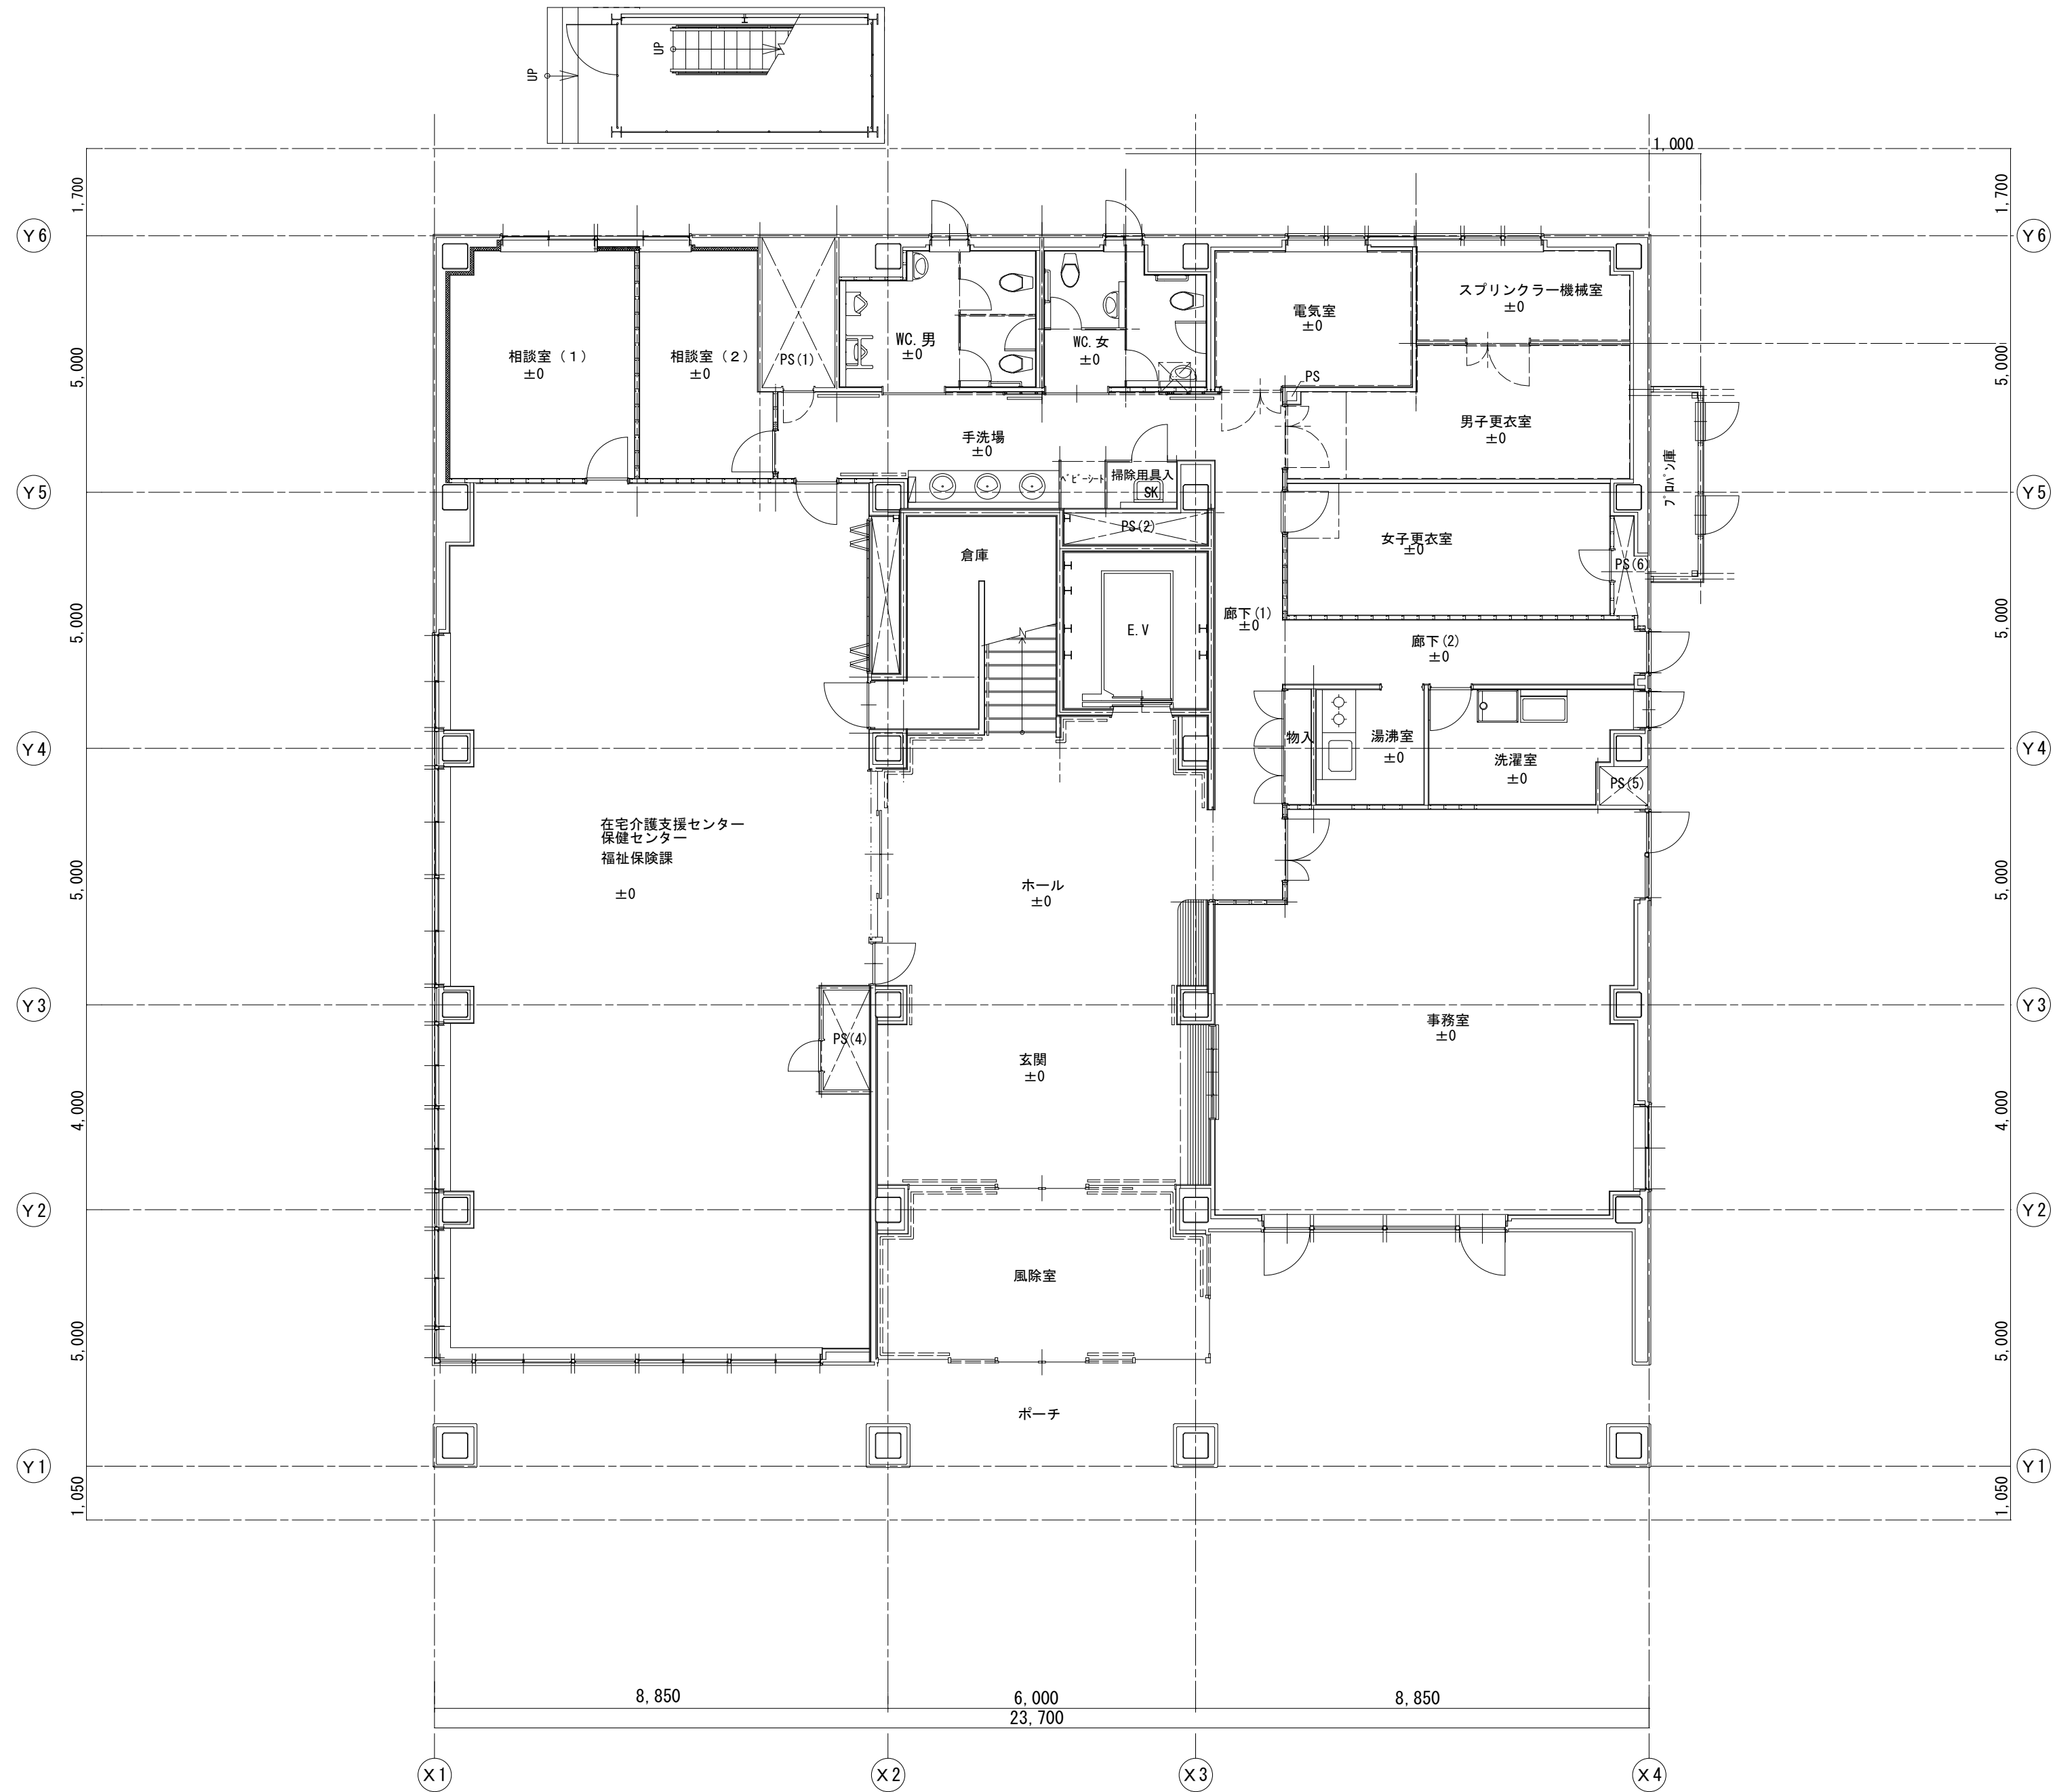 UP
UP
1,000
1,700
1,700
Y6
Y6
スプリンクラー機械室
±0
電気室
±0
WC.男
±0
WC.女
±0
相談室（1）
±0
相談室（2）
±0
PS(1)
5,000
5,000
PS
男子更衣室
±0
手洗場
±0
プロパン庫
ベビーシート
掃除用具入
SK
Y5
Y5
PS(2)
女子更衣室
±0
倉庫
PS(6)
5,000
5,000
廊下(1)
±0
E.V
廊下(2)
±0
物入
湯沸室
±0
洗濯室
±0
Y4
Y4
PS(5)
在宅介護支援センター
保健センター
福祉保険課
±0
5,000
5,000
ホール
±0
Y3
Y3
事務室
±0
PS(4)
玄関
±0
4,000
4,000
Y2
Y2
風除室
5,000
5,000
ポーチ
Y1
Y1
1,050
1,050
8,850
6,000
8,850
23,700
X1
X2
X3
X4